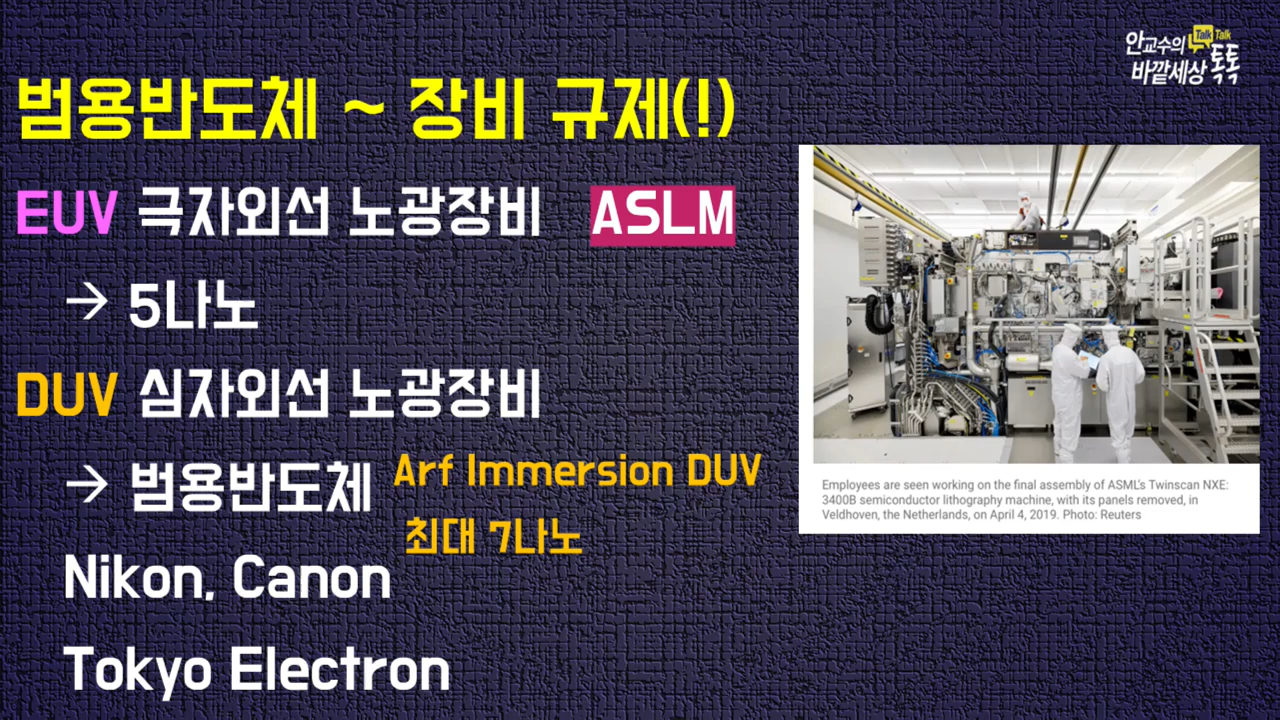 안교수의 Talk Talk
바깥세상 톡톡
범용반도체 ~ 장비 규제(!)
EUV 극자외선 노광장비 ASLM
→ 5나노
DUV 심자외선 노광장비
→ 범용반도체 Arf Immersion DUV
최대 7나노
Nikon, Canon
Tokyo Electron
Employees are seen working on the final assembly of ASML's Twinscan NXE:
3400B semiconductor lithography machine, with its panels removed, in
Veldhoven, the Netherlands, on April 4, 2019. Photo: Reuters